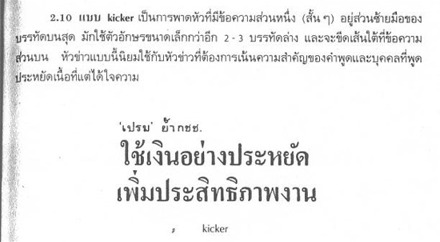 2.10 แบบ kicker เป็นการพาดหัวที่มีข้อความส่วนหนึ่ง (สั้น ๆ) อยู่ส่วนซ้ายมือของ
บรรทัดบนสุด มักใช้ตัวอักษรขนาดเล็กกว่าอีก 2 - 3 บรรทัดล่าง และจะขีดเส้นใต้ที่ข้อความ
ส่วนบน หัวข่าวแบบนี้นิยมใช้กับหัวข่าวที่ต้องการเน้นความสำคัญของคำพูดและบุคคลที่พูด
ประหยัดเนื้อที่แต่ได้ใจความ
'เปรม' ย้ำกชช.
ใช้เงินอย่างประหยัด
เพิ่มประสิทธิภาพงาน
kicker